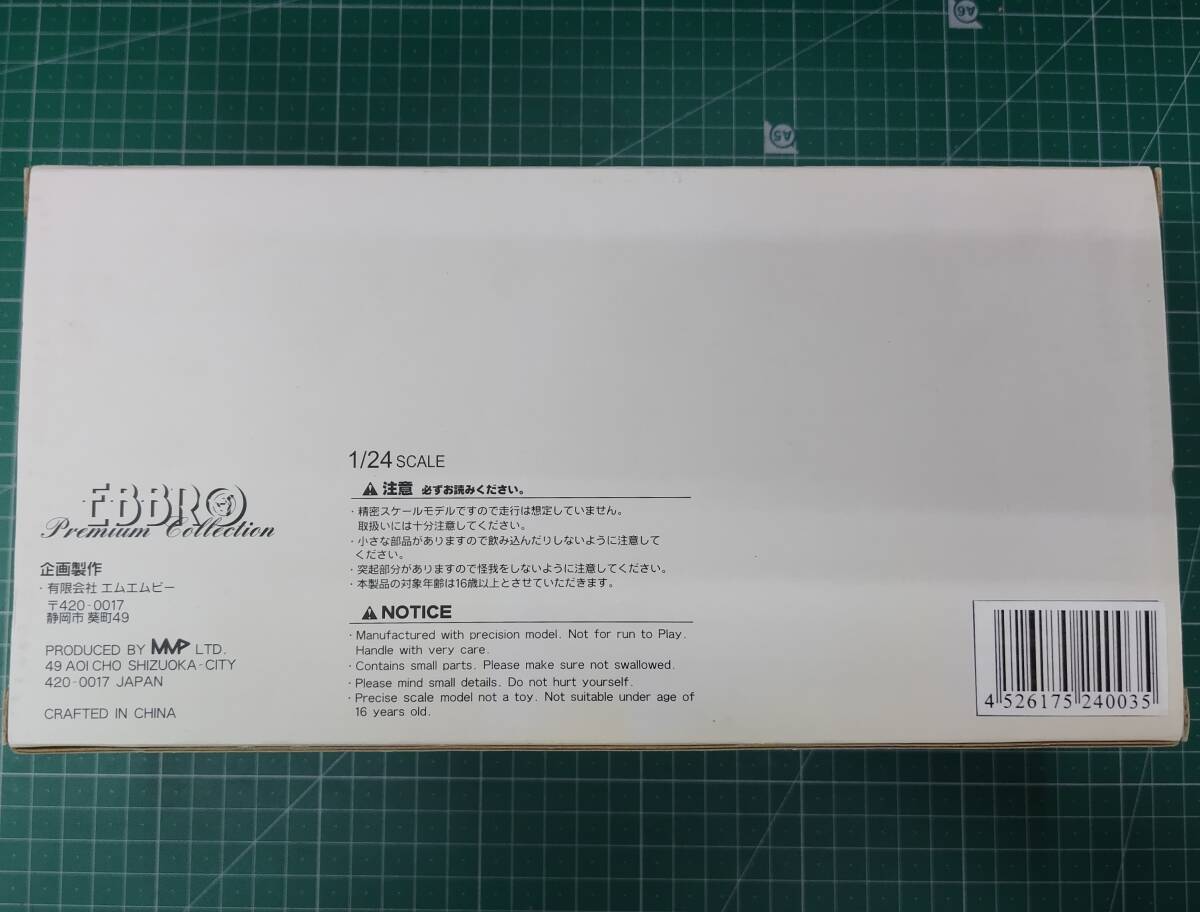 A6
A5
1/24 SCALE
注意 必ずお読みください。
・精密スケールモデルですので走行は想定していません。
取扱いには十分注意してください。
・小さな部品がありますので飲み込んだりしないように注意して
ください。
・突起部分がありますので怪我をしないように注意してください。
・本製品の対象年齢は16歳以上とさせていただきます。
NOTICE
・Manufactured with precision model. Not for run to Play.
Handle with very care.
・Contains small parts. Please make sure not swallowed.
・Please mind small details. Do not hurt yourself.
・Precise scale model not a toy. Not suitable under age of
16 years old.
EBBRO
Premium Collection
企画製作
・有限会社 エムエムピー
〒420-0017
静岡市 葵町49
PRODUCED BY MMP LTD.
49 AOI CHO SHIZUOKA-CITY
420-0017 JAPAN
CRAFTED IN CHINA
4 526175 240035